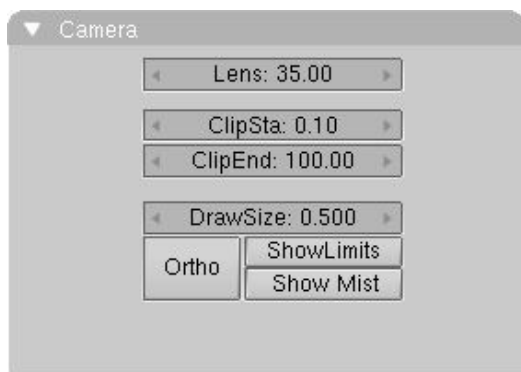 Camera
Lens: 35.00
ClipSta: 0.10
ClipEnd: 100.00
DrawSize: 0.500
Ortho
ShowLimits
Show Mist